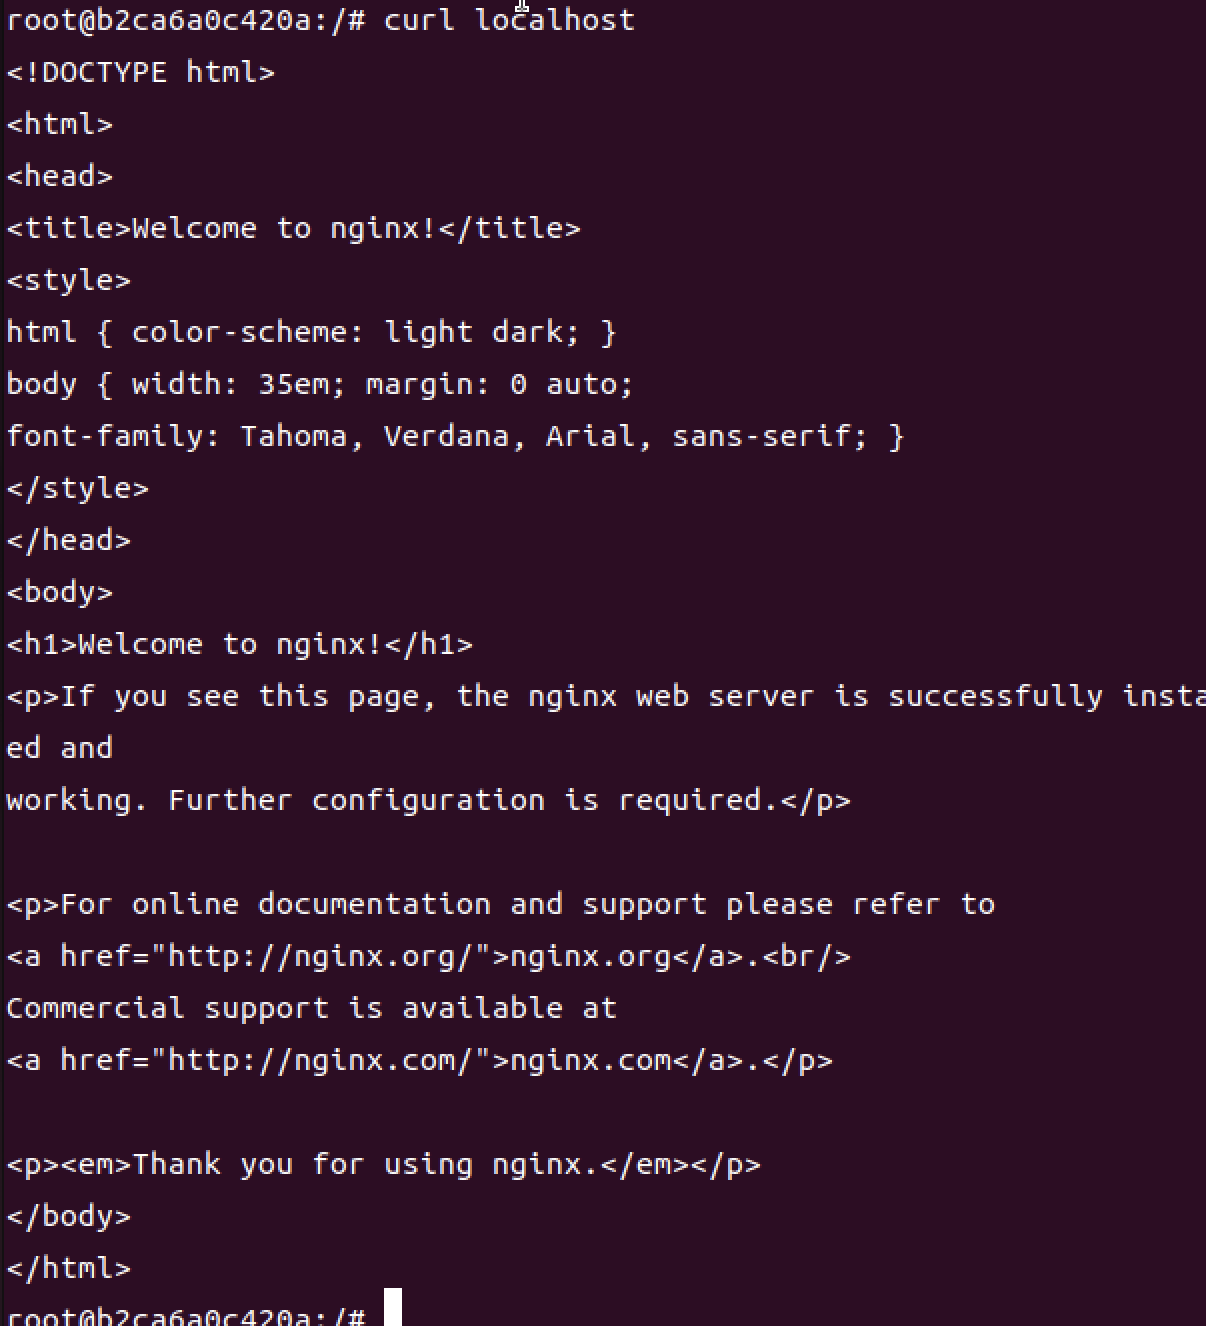 root@b2ca6a0c420a:/# curl localhost
<!DOCTYPE html>
<html>
<head>
<title>Welcome to nginx!</title>
<style>
html { color-scheme: light dark; }
body { width: 35em; margin: 0 auto;
font-family: Tahoma, Verdana, Arial, sans-serif; }
</style>
</head>
<body>
<h1>Welcome to nginx!</h1>
<p>If you see this page, the nginx web server is successfully insta
ed and
working. Further configuration is required.</p>

<p>For online documentation and support please refer to
<a href="http://nginx.org/">nginx.org</a>.<br/>
Commercial support is available at
<a href="http://nginx.com/">nginx.com</a>.</p>

<p><em>Thank you for using nginx.</em></p>
</body>
</html>
root@b2ca6a0c420a:/#